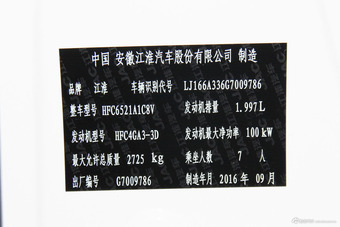 中国 安徽江淮汽车股份有限公司 制造
品牌 江淮 车辆识别代号 LJ166A336G7009786
整车型号 HFC6521A1C8V 发动机排量 1.997L
发动机型号 HFC4GA3-3D 发动机最大净功率 100kW
最大允许总质量 2725 kg 乘坐人数 7 人
出厂编号 G7009786 制造年月 2016 年 09月